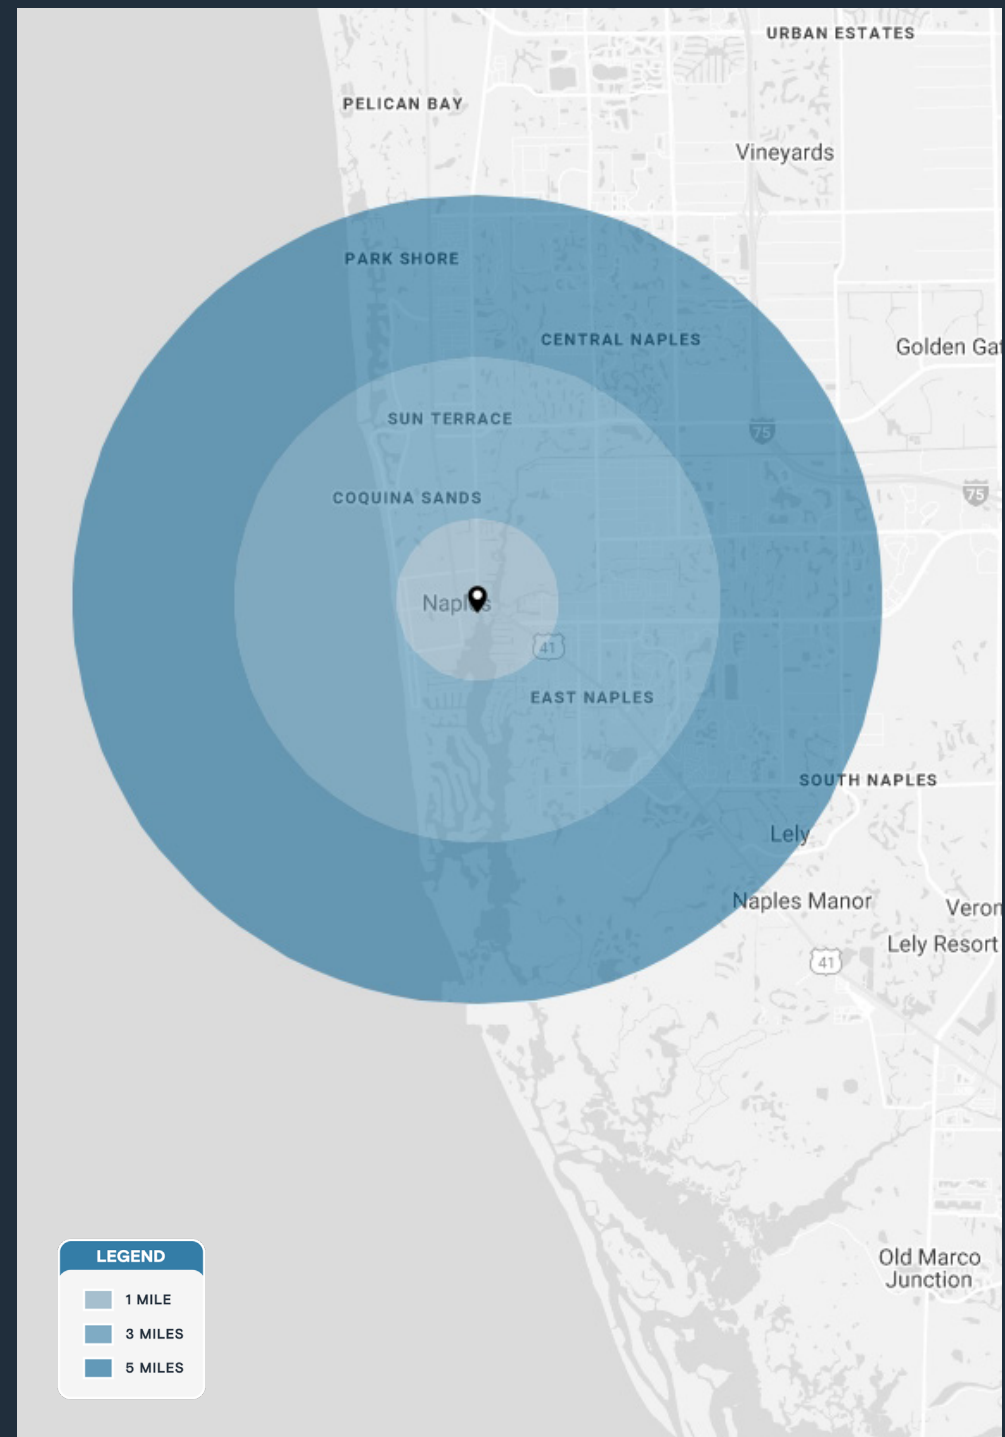 URBAN ESTATES
PELICAN BAY
Vineyards
PARK SHORE
CENTRAL NAPLES
Golden Gat
SUN TERRACE
75
COQUINA SANDS
75
Naples
41
EAST NAPLES
SOUTH NAPLES
Lely
Naples Manor
Veron
Lely Resort
41
Old Marco
Junction
LEGEND
1 MILE
3 MILES
5 MILES